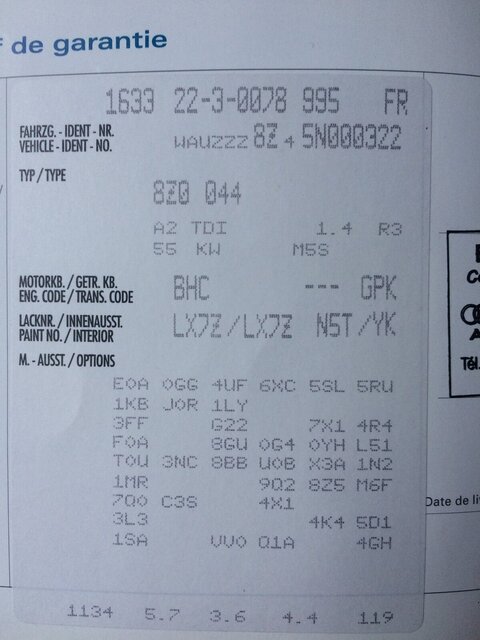 de garantie
1633 22-3-0078 995 FR
FAHRZG. - IDENT - NR.
VEHICLE - IDENT - NO. WAUZZZ 8Z 4 5N000322
TYP / TYPE
8Z0 044
A2 TDI 1.4 R3
55 KW M5S
MOTORKB. / GETR. KB.
ENG. CODE / TRANS. CODE BHC --- GPK
LACKNR. / INNENAUSST.
PAINT NO. / INTERIOR LX7Z/LX7Z N5T/YK
M. - AUSST. / OPTIONS
E0A 0GG 4UF 6XC 5SL 5RU
1KB J0R 1LY
3FF G22 7X1 4R4
F0A 8GU 0G4 0YH L51
T0U 3NC 8BB U0B X3A 1N2
1MR 9Q2 8Z5 M6F
7Q0 C3S 4X1
3L3 4K4 5D1
1SA VV0 Q1A 4GH
1134 5.7 3.6 4.4 119
Tél.
Date de li